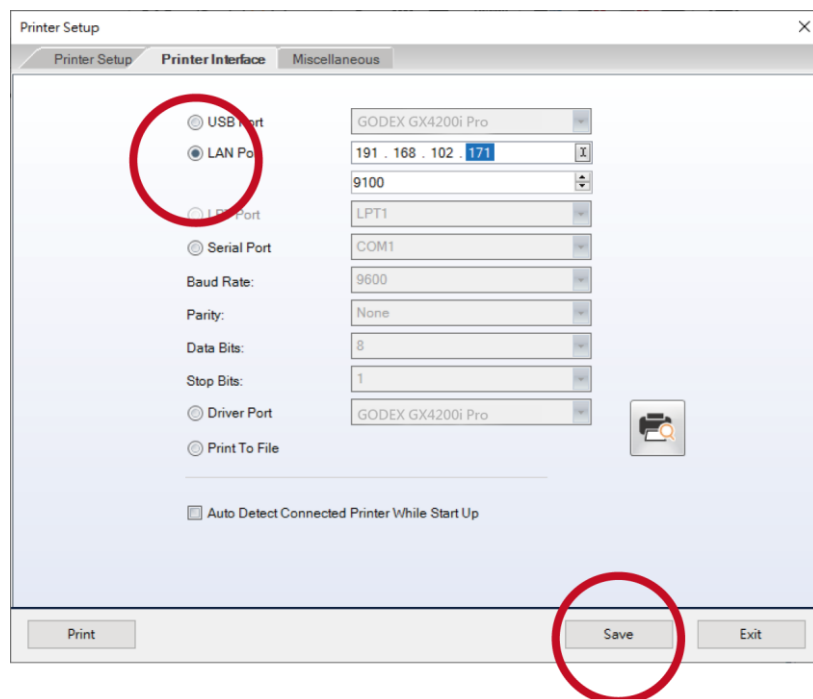 Printer Setup
Printer Setup Printer Interface Miscellaneous
USB Port GODEX GX4200i Pro
LAN Po 191 . 168 . 102 . 171
9100
LPT Port LPT1
Serial Port COM1
Baud Rate: 9600
Parity: None
Data Bits: 8
Stop Bits: 1
Driver Port GODEX GX4200i Pro
Print To File
Auto Detect Connected Printer While Start Up
Print Save Exit